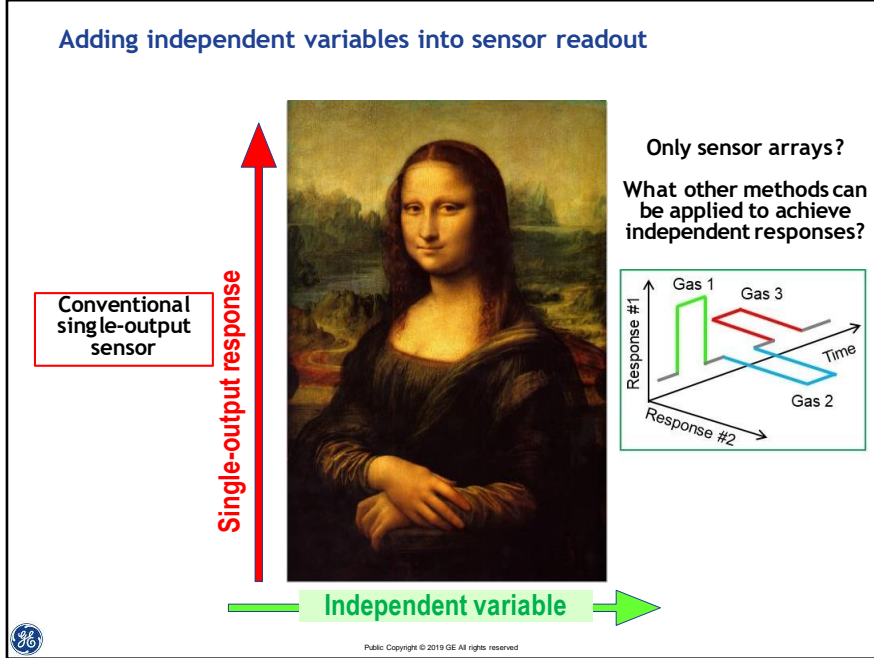 Adding independent variables into sensor readout
Only sensor arrays?
What other methods can
be applied to achieve
independent responses?
Conventional
single-output
sensor
Single-output response
Response #1
Gas 1
Gas 3
Time
Gas 2
Response #2
Independent variable
Public Copyright © 2019 GE All rights reserved